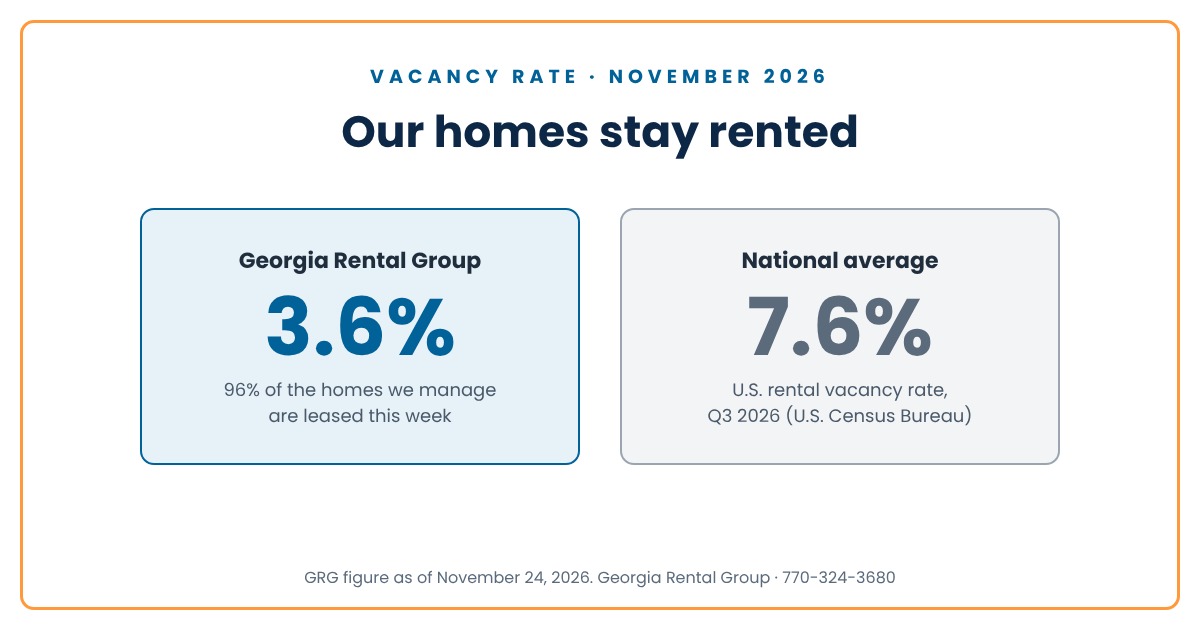 VACANCY RATE · NOVEMBER 2026
Our homes stay rented
Georgia Rental Group
3.6%
96% of the homes we manage
are leased this week
National average
7.6%
U.S. rental vacancy rate,
Q3 2026 (U.S. Census Bureau)
GRG figure as of November 24, 2026. Georgia Rental Group · 770-324-3680